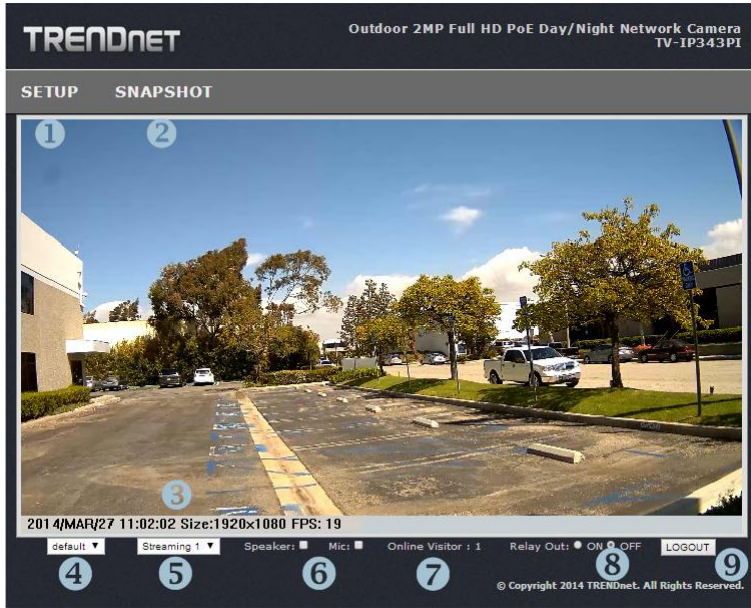 TRENDnet
Outdoor 2MP Full HD PoE Day/Night Network Camera
TV-IP343PI
SETUP SNAPSHOT
1 2
3
2014/MAR/27 11:02:02 Size:1920x1080 FPS: 19
default ▼ Streaming 1 ▼ Speaker: Mic: Online Visitor : 1 Relay Out: ON OFF LOGOUT
4 5 6 7 8 9
© Copyright 2014 TRENDnet. All Rights Reserved.